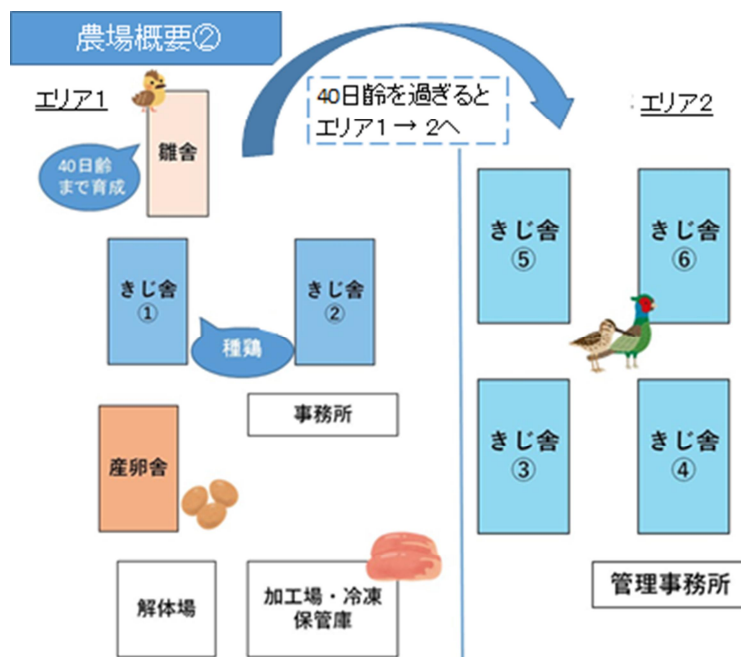 農場概要②
エリア1
40日齢を過ぎると
エリア1 → 2へ
エリア2
雛舎
40日齢
まで育成
きじ舎
①
きじ舎
②
種鶏
事務所
産卵舎
解体場
加工場・冷凍
保管庫
きじ舎
⑤
きじ舎
⑥
きじ舎
③
きじ舎
④
管理事務所